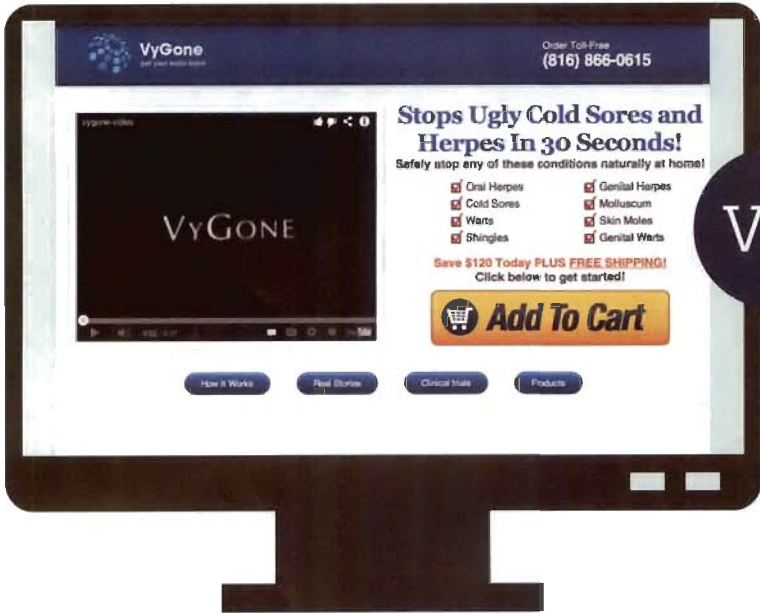 VyGone
Order Toll-Free
(816) 866-0615
vygone-video
VYGONE
Stops Ugly Cold Sores and
Herpes In 30 Seconds!
Safely stop any of these conditions naturally at home!
Oral Herpes
Genital Herpes
Cold Sores
Molluscum
Warts
Skin Moles
Shingles
Genital Warts
Save $120 Today PLUS FREE SHIPPING!
Click below to get started!
Add To Cart
How It Works
Real Stories
Clinical trials
Products
V